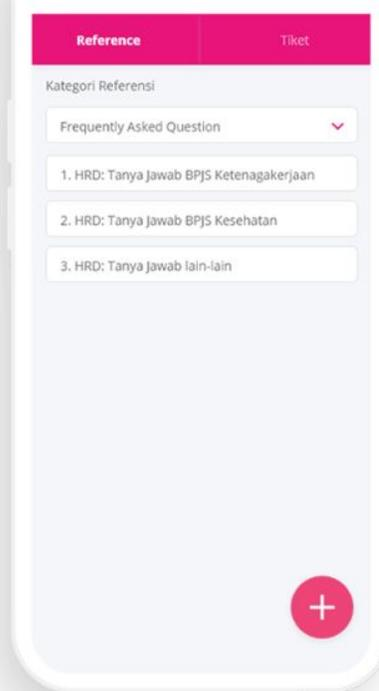 Reference
Tiket
Kategori Referensi
Frequently Asked Question
1. HRD: Tanya Jawab BPJS Ketenagakerjaan
2. HRD: Tanya Jawab BPJS Kesehatan
3. HRD: Tanya Jawab lain-lain